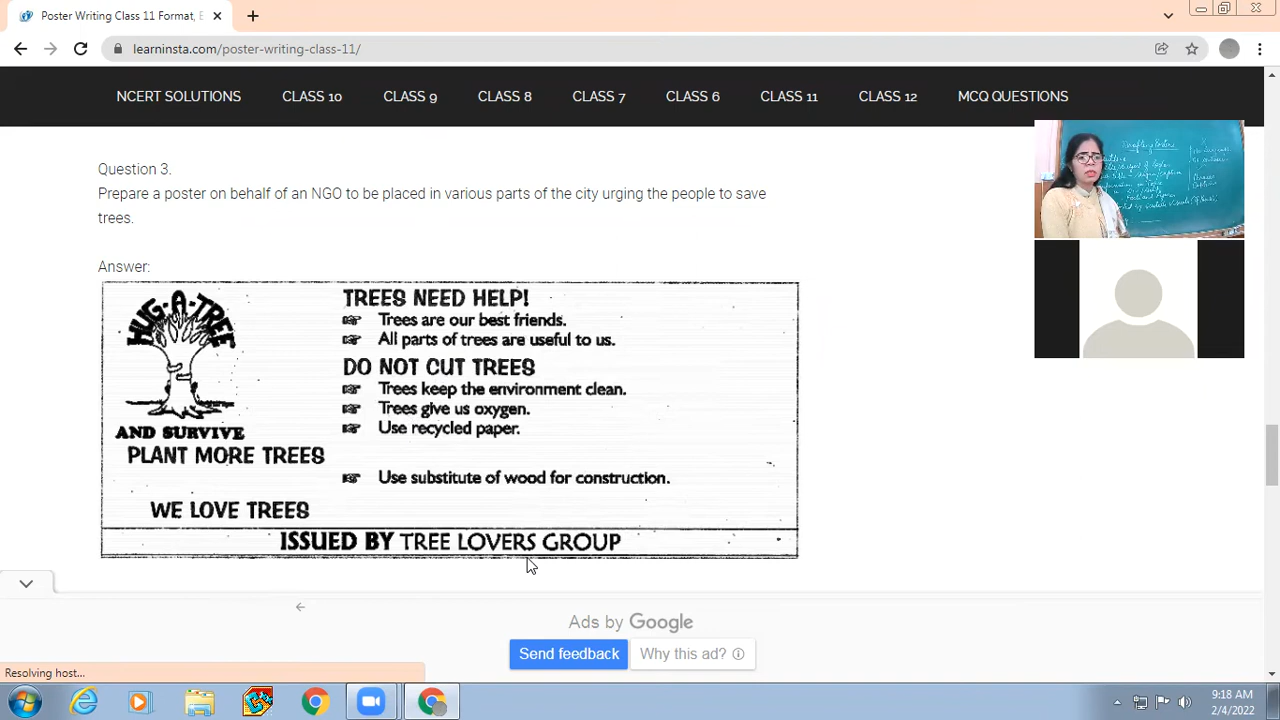 Poster Writing Class 11 Format, E
learninsta.com/poster-writing-class-11/
NCERT SOLUTIONS CLASS 10 CLASS 9 CLASS 8 CLASS 7 CLASS 6 CLASS 11 CLASS 12 MCQ QUESTIONS
Question 3.
Prepare a poster on behalf of an NGO to be placed in various parts of the city urging the people to save
trees.
Answer:
HUG-A-TREE
AND SURVIVE
PLANT MORE TREES
WE LOVE TREES
TREES NEED HELP!
Trees are our best friends.
All parts of trees are useful to us.
DO NOT CUT TREES
Trees keep the environment clean.
Trees give us oxygen.
Use recycled paper.
Use substitute of wood for construction.
ISSUED BY TREE LOVERS GROUP
Drafting Posters
Ads by Google
Send feedback
Why this ad?
Resolving host...
9:18 AM
2/4/2022